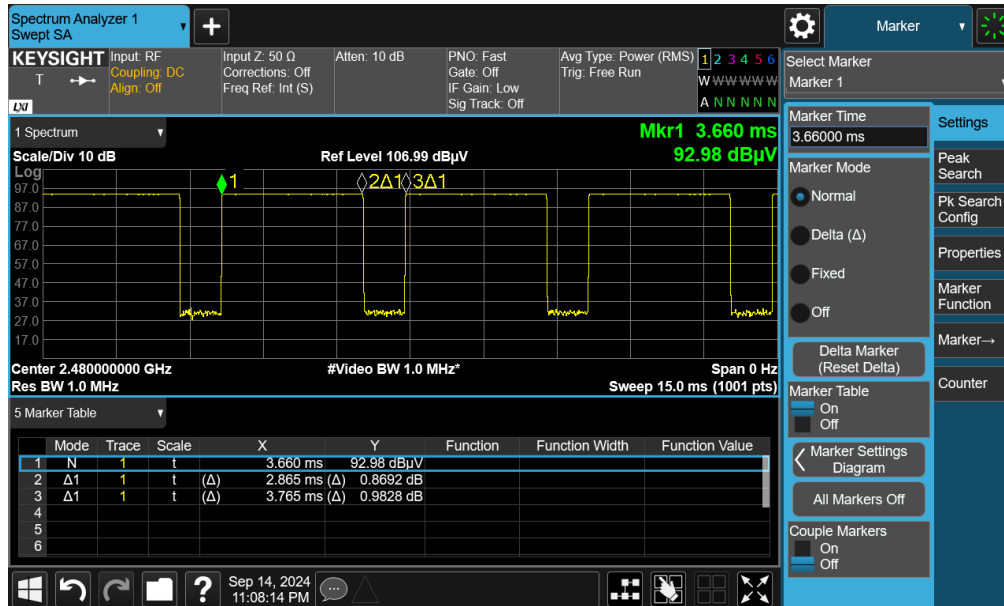 Spectrum Analyzer 1
Swept SA
+
Marker
KEYSIGHT
T
LXI
Input: RF
Coupling: DC
Align: Off
Input Z: 50 Ω
Corrections: Off
Freq Ref: Int (S)
Atten: 10 dB
PNO: Fast
Gate: Off
IF Gain: Low
Sig Track: Off
Avg Type: Power (RMS)
Trig: Free Run
1 2 3 4 5 6
W W W W W W
A N N N N N
Select Marker
Marker 1
1 Spectrum
Mkr1 3.660 ms
92.98 dBµV
Scale/Div 10 dB
Ref Level 106.99 dBµV
Log
97.0
87.0
77.0
67.0
57.0
47.0
37.0
27.0
17.0
1
2Δ1
3Δ1
Center 2.480000000 GHz
Res BW 1.0 MHz
#Video BW 1.0 MHz*
Span 0 Hz
Sweep 15.0 ms (1001 pts)
5 Marker Table
Mode Trace Scale X Y Function Function Width Function Value
1 N 1 t 3.660 ms 92.98 dBµV
2 Δ1 1 t (Δ) 2.865 ms (Δ) 0.8692 dB
3 Δ1 1 t (Δ) 3.765 ms (Δ) 0.9828 dB
4
5
6
Marker Time
3.66000 ms
Marker Mode
Normal
Delta (Δ)
Fixed
Off
Delta Marker
(Reset Delta)
Marker Table
On
Off
Marker Settings
Diagram
All Markers Off
Couple Markers
On
Off
Settings
Peak
Search
Pk Search
Config
Properties
Marker
Function
Marker→
Counter
?
Sep 14, 2024
11:08:14 PM